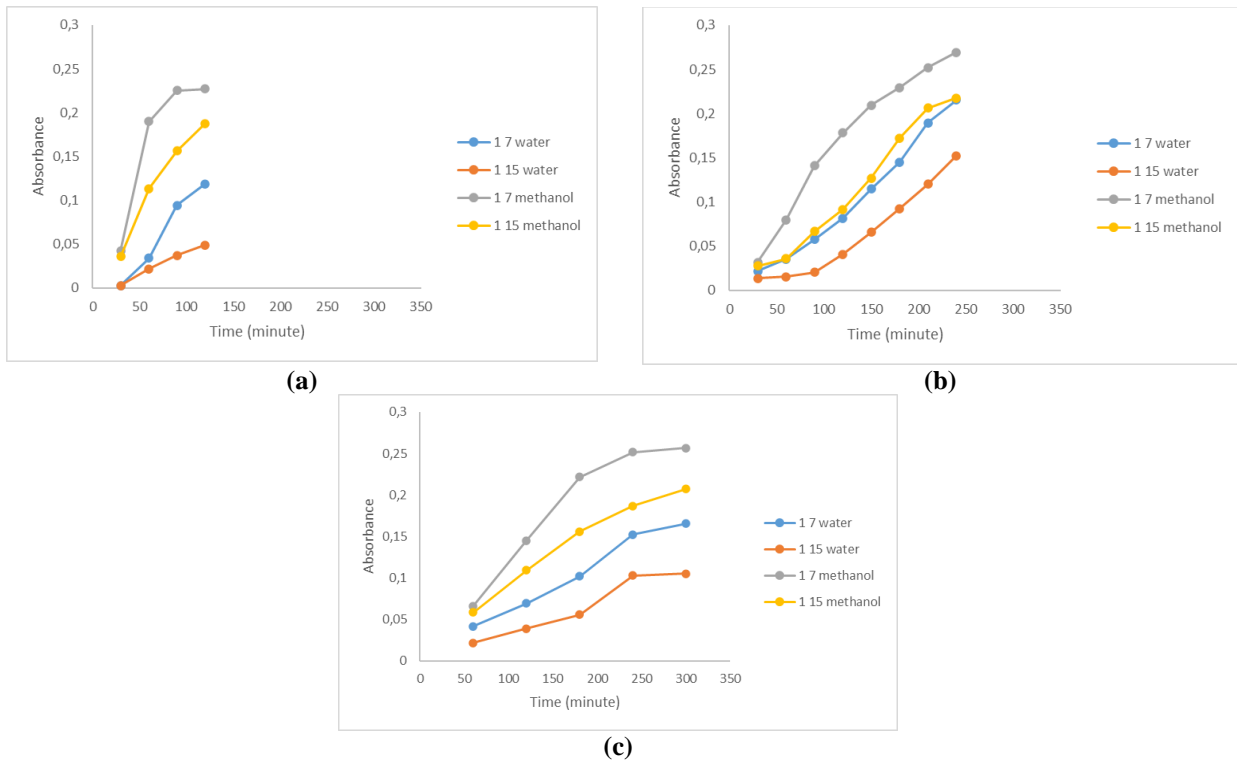 0,3
0,25
0,2
0,15
0,1
0,05
0
Absorbance
0 50 100 150 200 250 300 350
Time (minute)
1 7 water
1 15 water
1 7 methanol
1 15 methanol
(a)
0,3
0,25
0,2
0,15
0,1
0,05
0
Absorbance
0 50 100 150 200 250 300 350
Time (minute)
1 7 water
1 15 water
1 7 methanol
1 15 methanol
(b)
0,3
0,25
0,2
0,15
0,1
0,05
0
Absorbance
0 50 100 150 200 250 300 350
Time (minute)
1 7 water
1 15 water
1 7 methanol
1 15 methanol
(c)